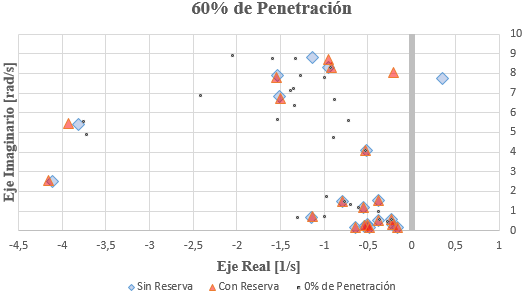 60% de Penetración
Eje Imaginario [rad/s]
10
9
8
7
6
5
4
3
2
1
0
-4,5 -4 -3,5 -3 -2,5 -2 -1,5 -1 -0,5 0 0,5 1
Eje Real [1/s]
Sin Reserva Con Reserva 0% de Penetración